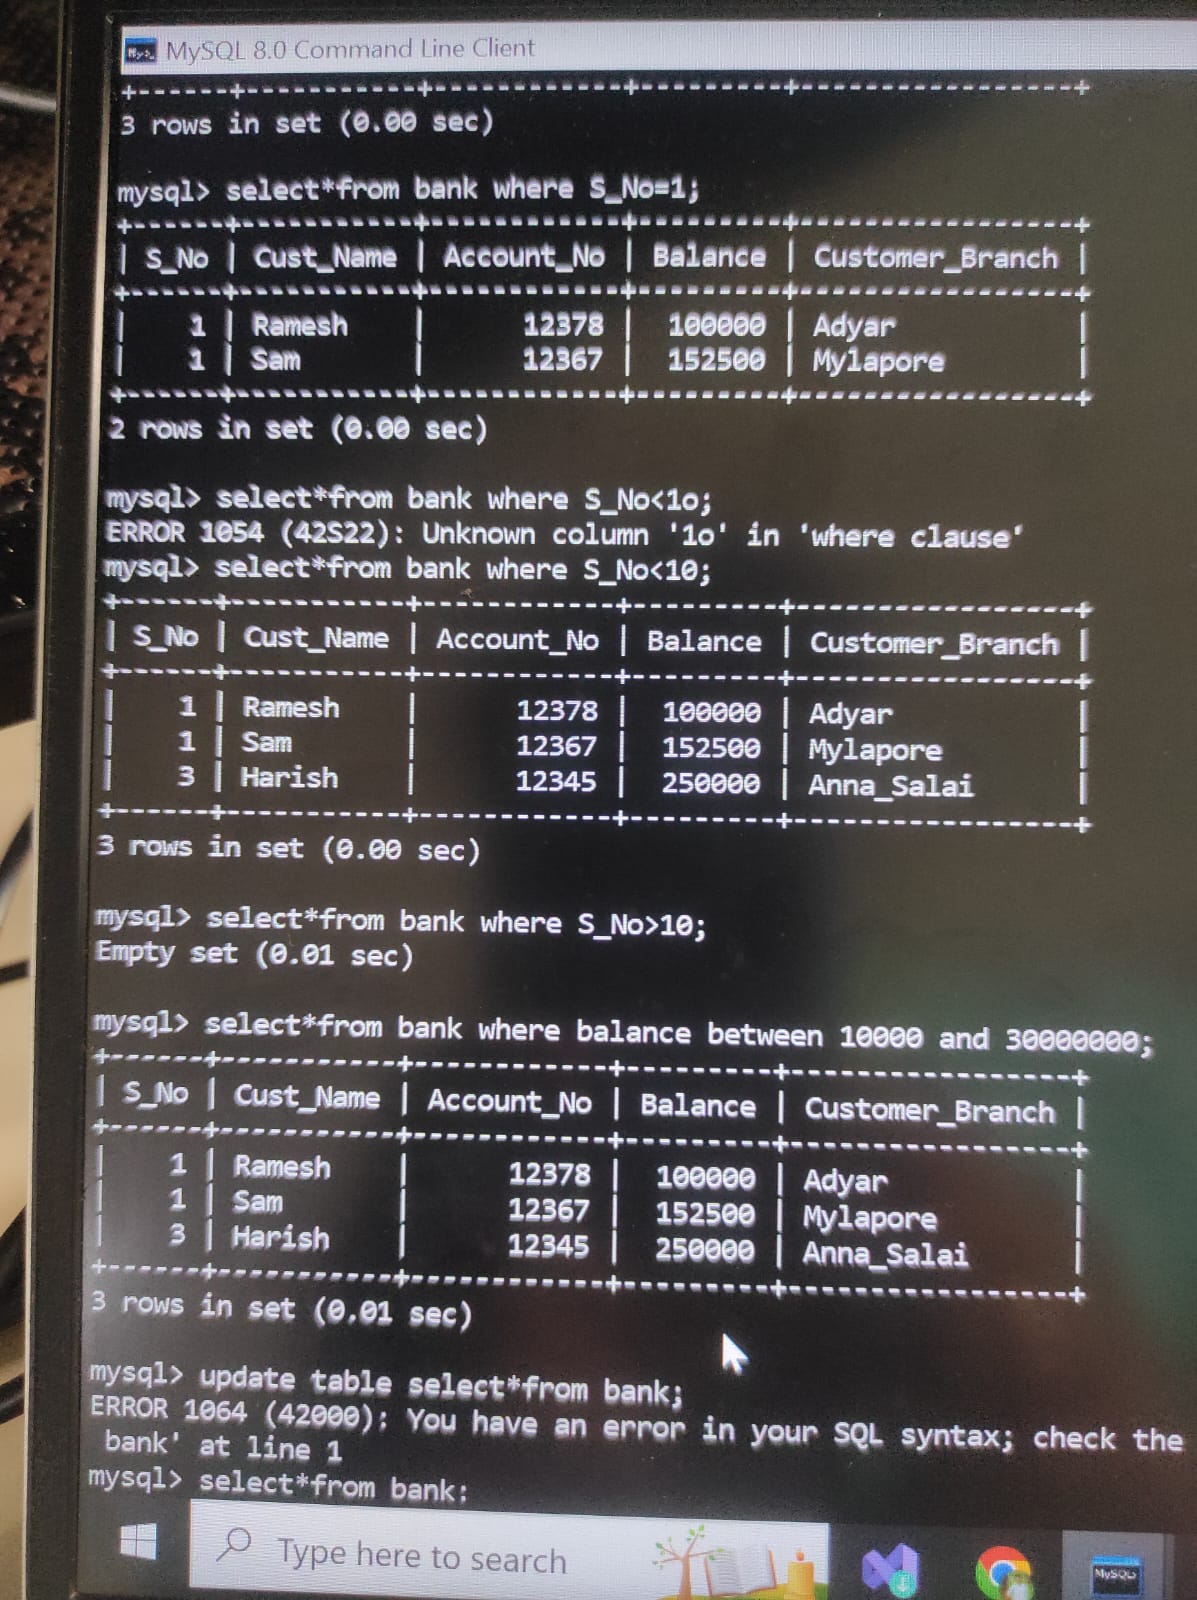 MySQL 8.0 Command Line Client
+------+-----------+------------+---------+-----------------+
3 rows in set (0.00 sec)
mysql> select*from bank where S_No=1;
+------+-----------+------------+---------+-----------------+
| S_No | Cust_Name | Account_No | Balance | Customer_Branch |
+------+-----------+------------+---------+-----------------+
| 1 | Ramesh | 12378 | 100000 | Adyar |
| 1 | Sam | 12367 | 152500 | Mylapore |
+------+-----------+------------+---------+-----------------+
2 rows in set (0.00 sec)
mysql> select*from bank where S_No<1o;
ERROR 1054 (42S22): Unknown column '1o' in 'where clause'
mysql> select*from bank where S_No<10;
+------+-----------+------------+---------+-----------------+
| S_No | Cust_Name | Account_No | Balance | Customer_Branch |
+------+-----------+------------+---------+-----------------+
| 1 | Ramesh | 12378 | 100000 | Adyar |
| 1 | Sam | 12367 | 152500 | Mylapore |
| 3 | Harish | 12345 | 250000 | Anna_Salai |
+------+-----------+------------+---------+-----------------+
3 rows in set (0.00 sec)
mysql> select*from bank where S_No>10;
Empty set (0.01 sec)
mysql> select*from bank where balance between 10000 and 30000000;
+------+-----------+------------+---------+-----------------+
| S_No | Cust_Name | Account_No | Balance | Customer_Branch |
+------+-----------+------------+---------+-----------------+
| 1 | Ramesh | 12378 | 100000 | Adyar |
| 1 | Sam | 12367 | 152500 | Mylapore |
| 3 | Harish | 12345 | 250000 | Anna_Salai |
+------+-----------+------------+---------+-----------------+
3 rows in set (0.01 sec)
mysql> update table select*from bank;
ERROR 1064 (42000): You have an error in your SQL syntax; check the
bank' at line 1
mysql> select*from bank;
Type here to search
MySQL